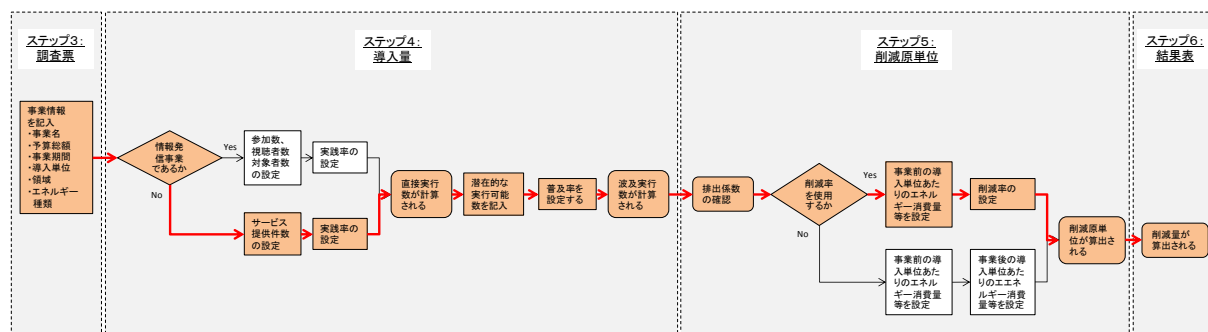 ステップ3:
調査票
事業情報
を記入
・事業名
・予算総額
・事業期間
・導入単位
・領域
・エネルギー
種類
ステップ4:
導入量
情報発
信事業
であるか
Yes
No
参加数、
視聴者数
対象者数
の設定
実践率の
設定
サービス
提供件数
の設定
実践率の
設定
直接実行
数が計算
される
潜在的な
実行可能
数を記入
普及率を
設定する
波及実行
数が計算
される
ステップ5:
削減原単位
排出係数
の確認
削減率
を使用
するか
Yes
No
事業前の導
入単位あた
りのエネル
ギー消費量
等を設定
削減率の
設定
事業前の導
入単位あた
りのエネル
ギー消費量
等を設定
事業後の導
入単位あた
りのエエネ
ルギー消費
量等を設定
削減原単
位が算出さ
れる
ステップ6:
結果表
削減量が
算出される